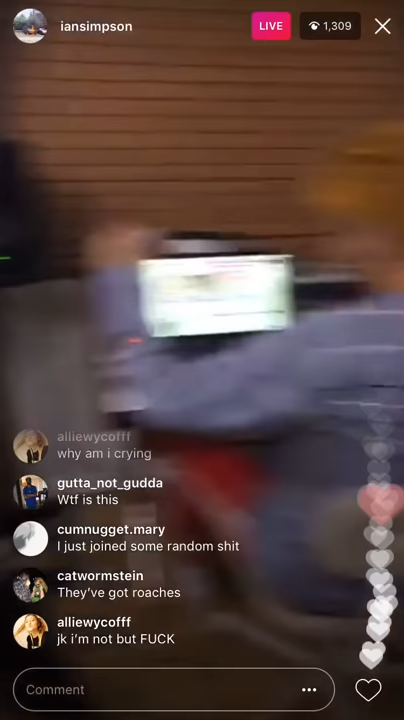 iansimpson
LIVE
1,309
alliewycofff
why am i crying
gutta_not_gudda
Wtf is this
cumnugget.mary
I just joined some random shit
catwormstein
They’ve got roaches
alliewycofff
jk i’m not but FUCK
Comment